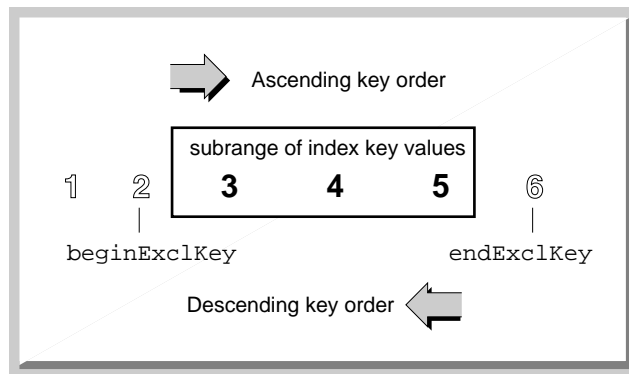 Ascending key order
subrange of index key values
1 2 3 4 5 6
beginExclKey endExclKey
Descending key order